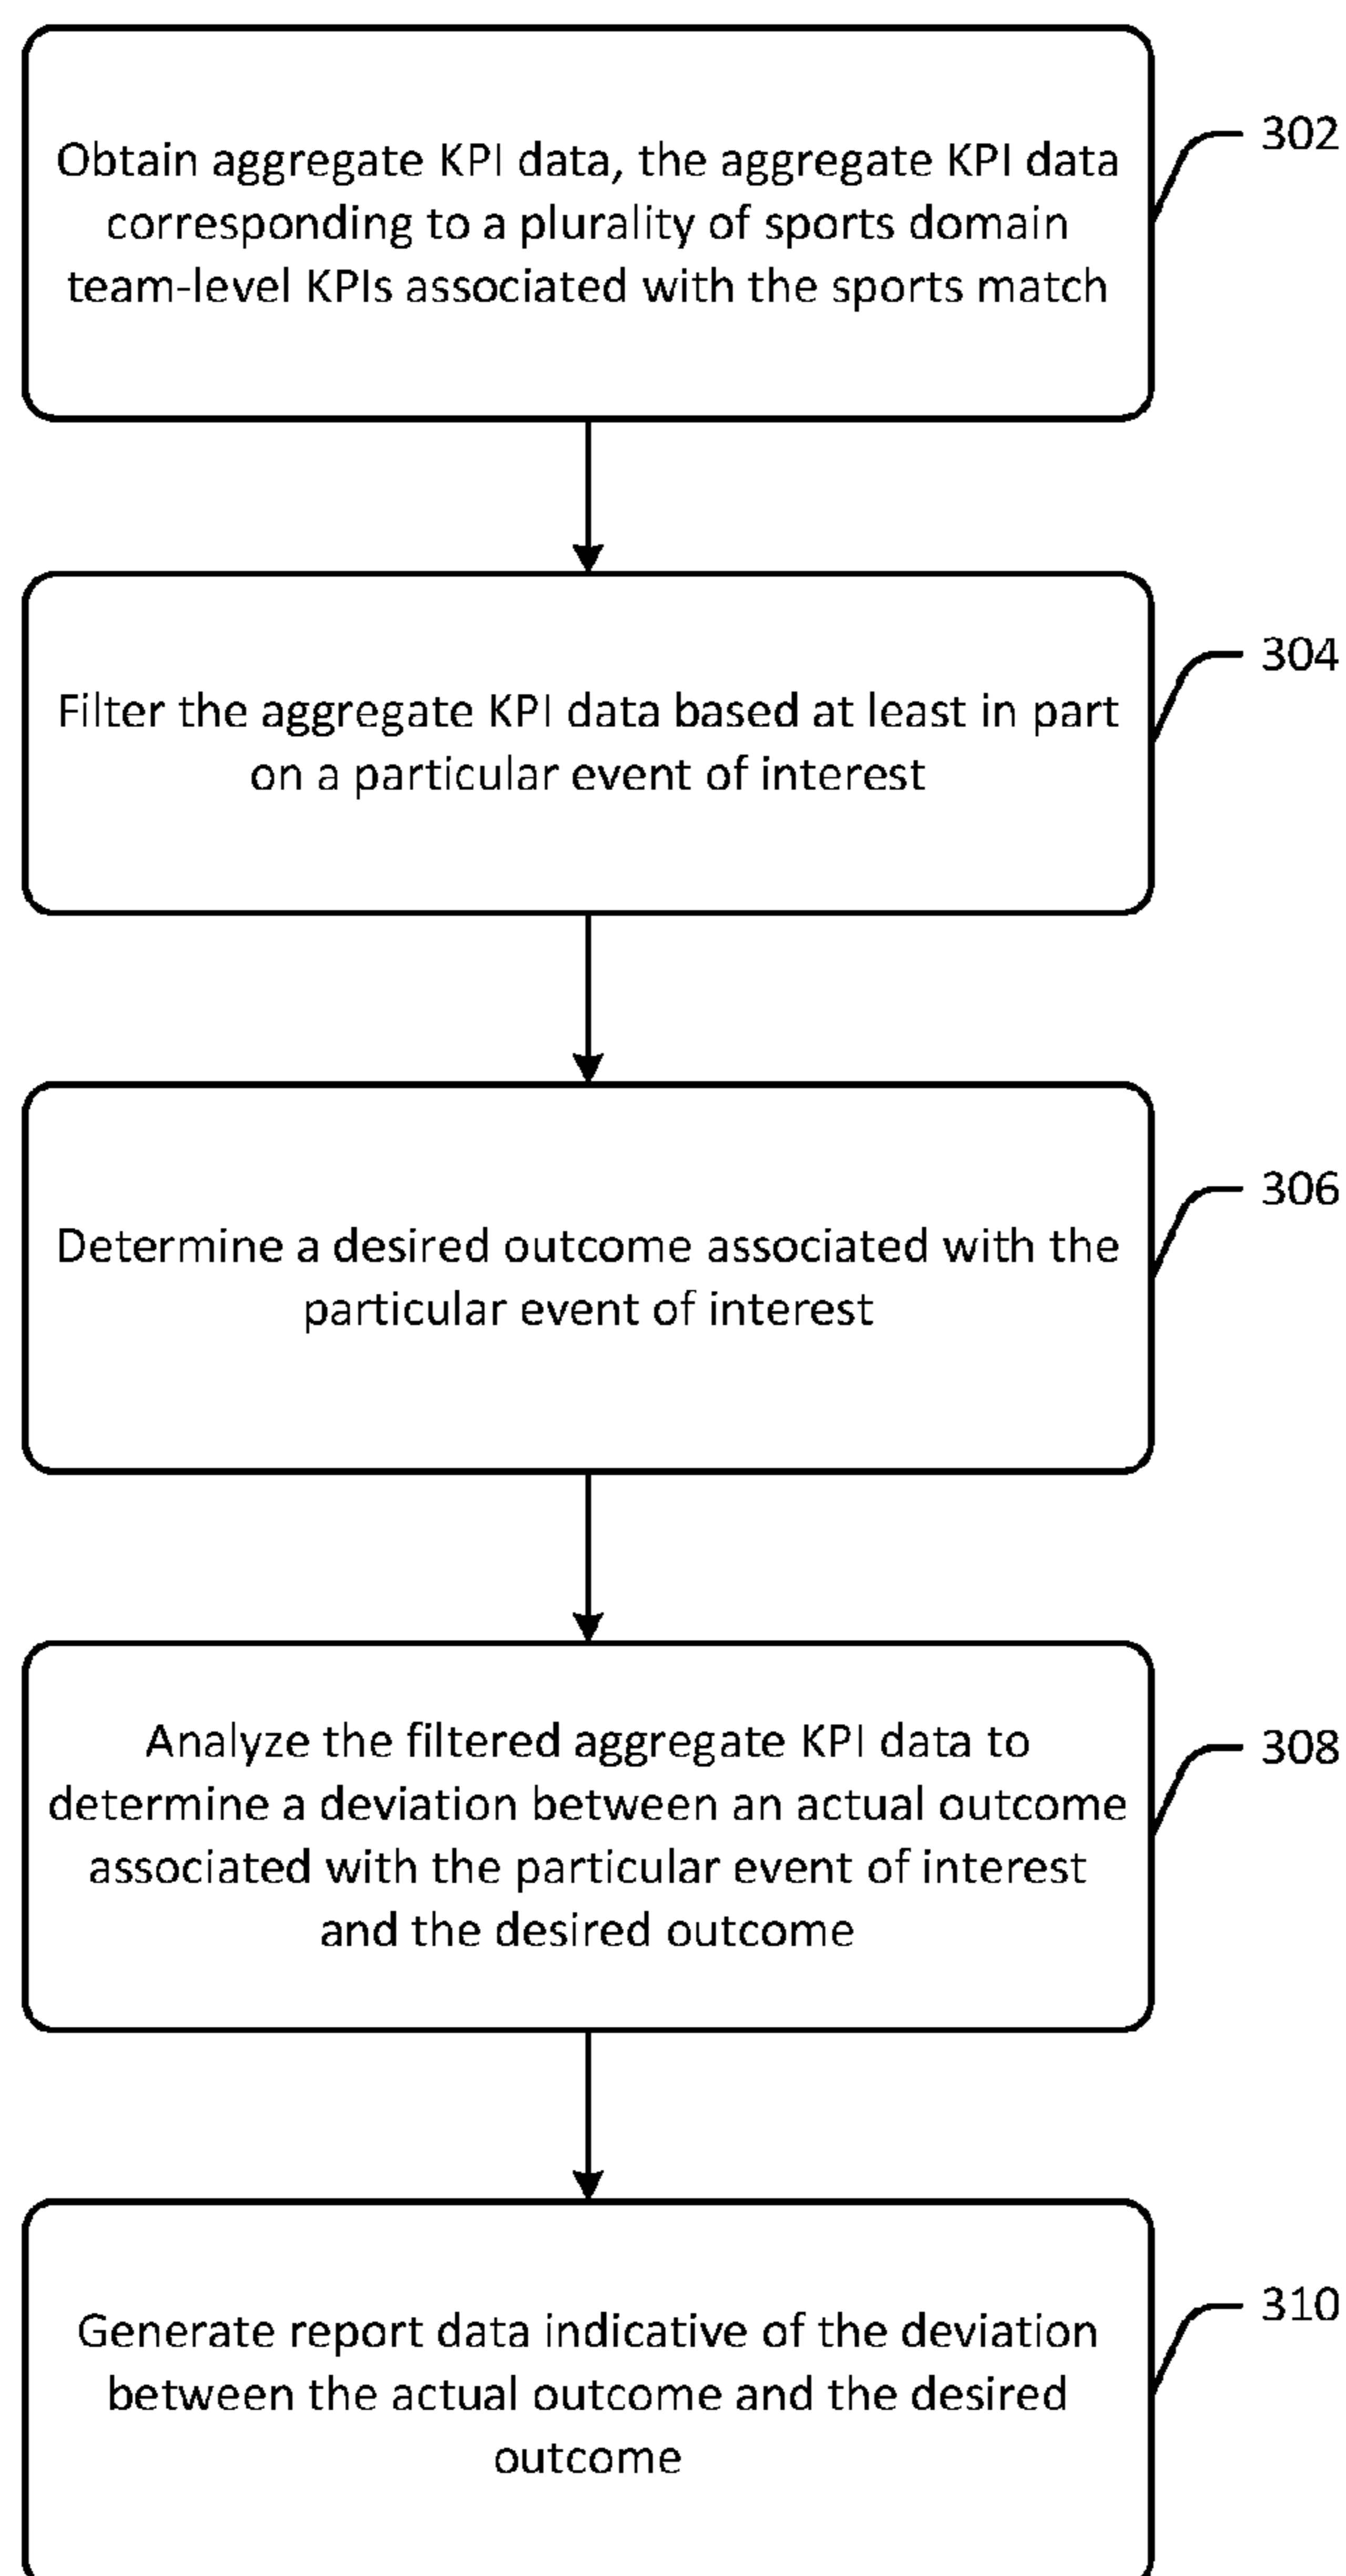 Obtain aggregate KPI data, the aggregate KPI data
corresponding to a plurality of sports domain
team-level KPIs associated with the sports match
302
Filter the aggregate KPI data based at least in part
on a particular event of interest
304
Determine a desired outcome associated with the
particular event of interest
306
Analyze the filtered aggregate KPI data to
determine a deviation between an actual outcome
associated with the particular event of interest
and the desired outcome
308
Generate report data indicative of the deviation
between the actual outcome and the desired
outcome
310